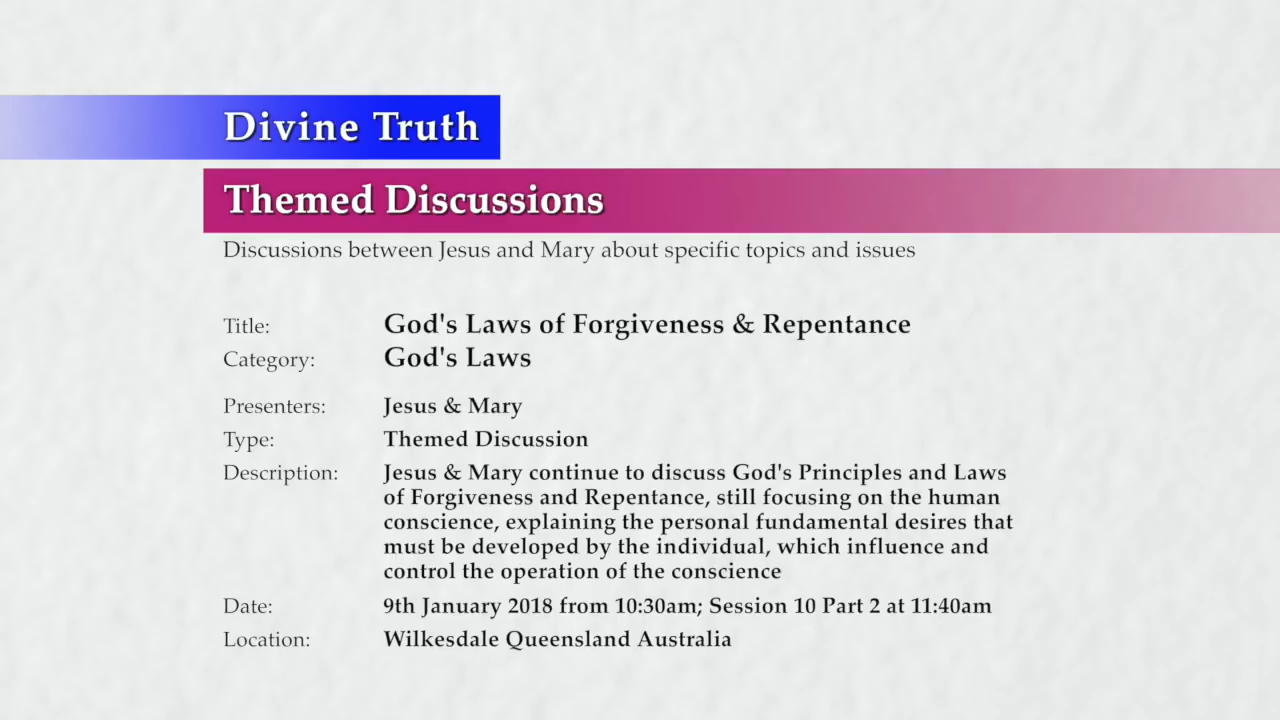 Divine Truth
Themed Discussions
Discussions between Jesus and Mary about specific topics and issues
Title: God's Laws of Forgiveness & Repentance
Category: God's Laws
Presenters: Jesus & Mary
Type: Themed Discussion
Description: Jesus & Mary continue to discuss God's Principles and Laws
of Forgiveness and Repentance, still focusing on the human
conscience, explaining the personal fundamental desires that
must be developed by the individual, which influence and
control the operation of the conscience
Date: 9th January 2018 from 10:30am; Session 10 Part 2 at 11:40am
Location: Wilkesdale Queensland Australia